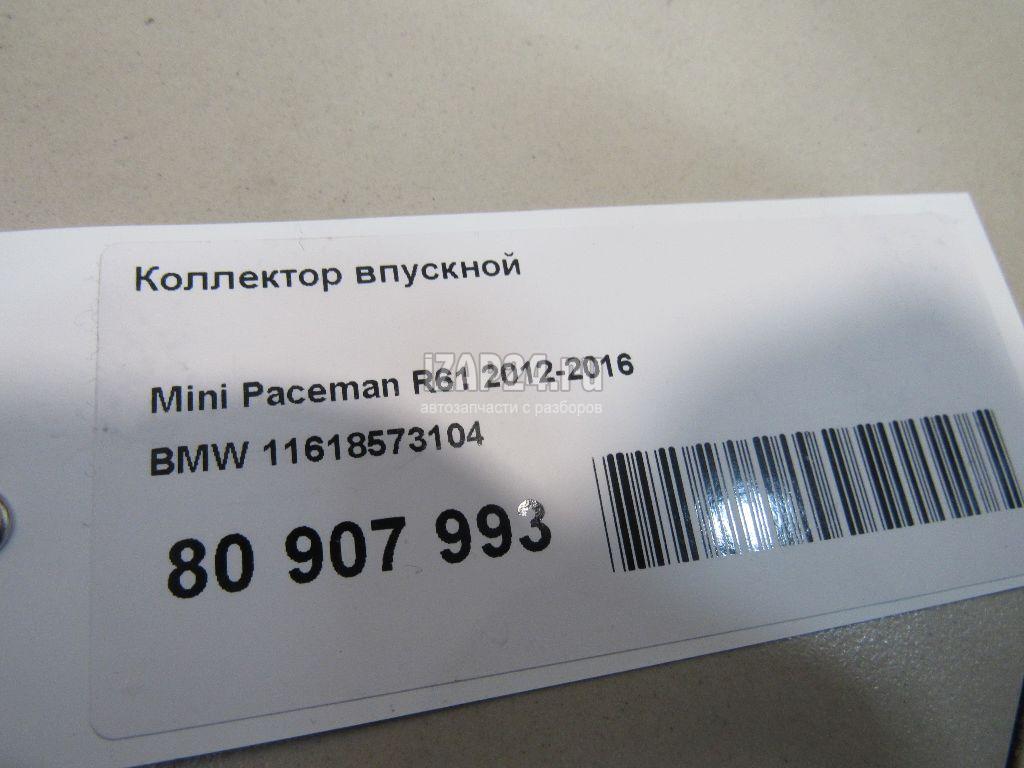 Коллектор впускной
Mini Paceman R61 2012-2016
iZAP24.ru
автозапчасти с разборов
BMW 11618573104
80 907 993